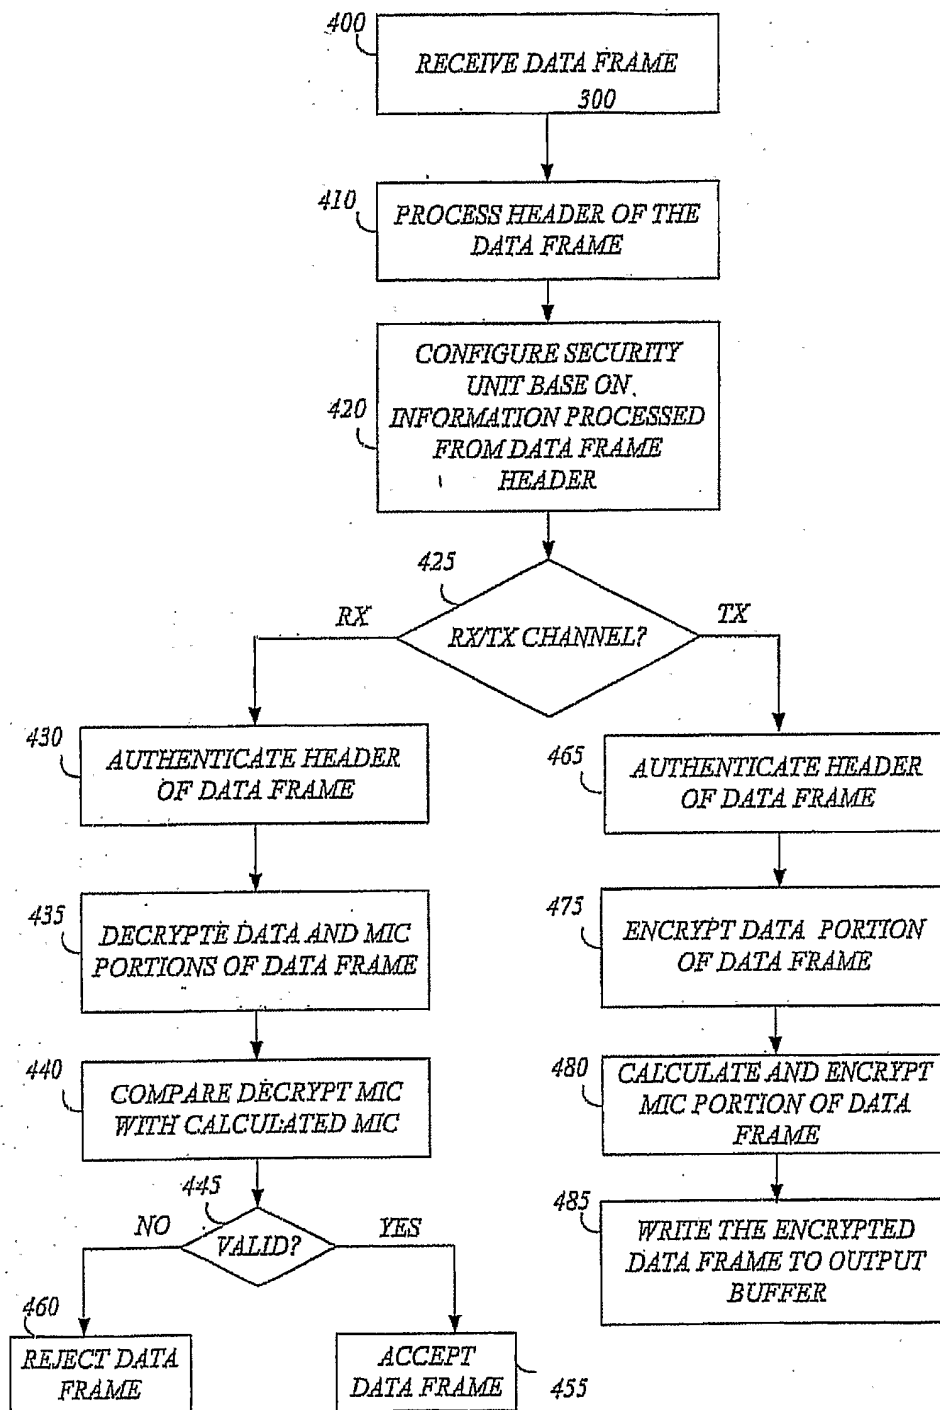 400
RECEIVE DATA FRAME
300
410
PROCESS HEADER OF THE
DATA FRAME
420
CONFIGURE SECURITY
UNIT BASE ON
INFORMATION PROCESSED
FROM DATA FRAME
HEADER
425
RX/TX CHANNEL?
RX
TX
430
AUTHENTICATE HEADER
OF DATA FRAME
435
DECRYPTE DATA AND MIC
PORTIONS OF DATA FRAME
440
COMPARE DECRYPT MIC
WITH CALCULATED MIC
445
VALID?
NO
YES
460
REJECT DATA
FRAME
ACCEPT
DATA FRAME
455
465
AUTHENTICATE HEADER
OF DATA FRAME
475
ENCRYPT DATA PORTION
OF DATA FRAME
480
CALCULATE AND ENCRYPT
MIC PORTION OF DATA
FRAME
485
WRITE THE ENCRYPTED
DATA FRAME TO OUTPUT
BUFFER